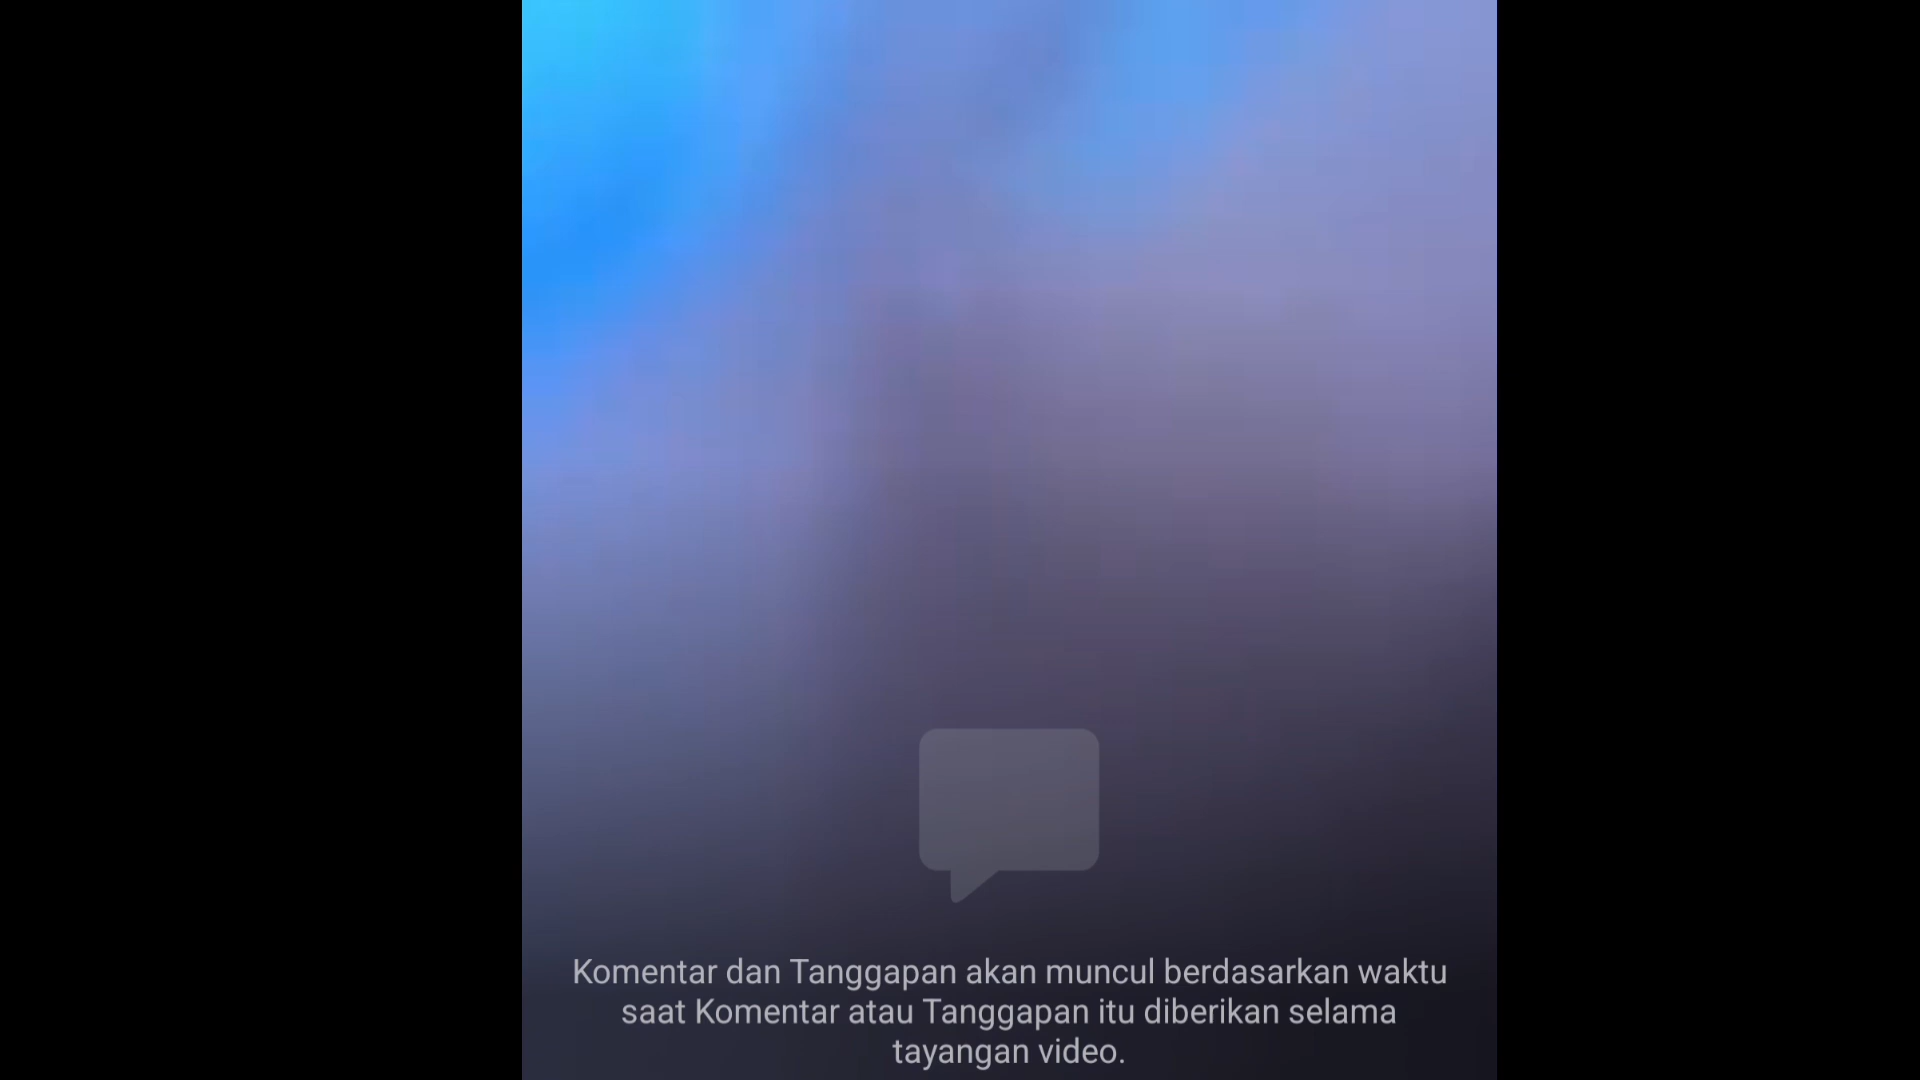 Komentar dan Tanggapan akan muncul berdasarkan waktu
saat Komentar atau Tanggapan itu diberikan selama
tayangan video.